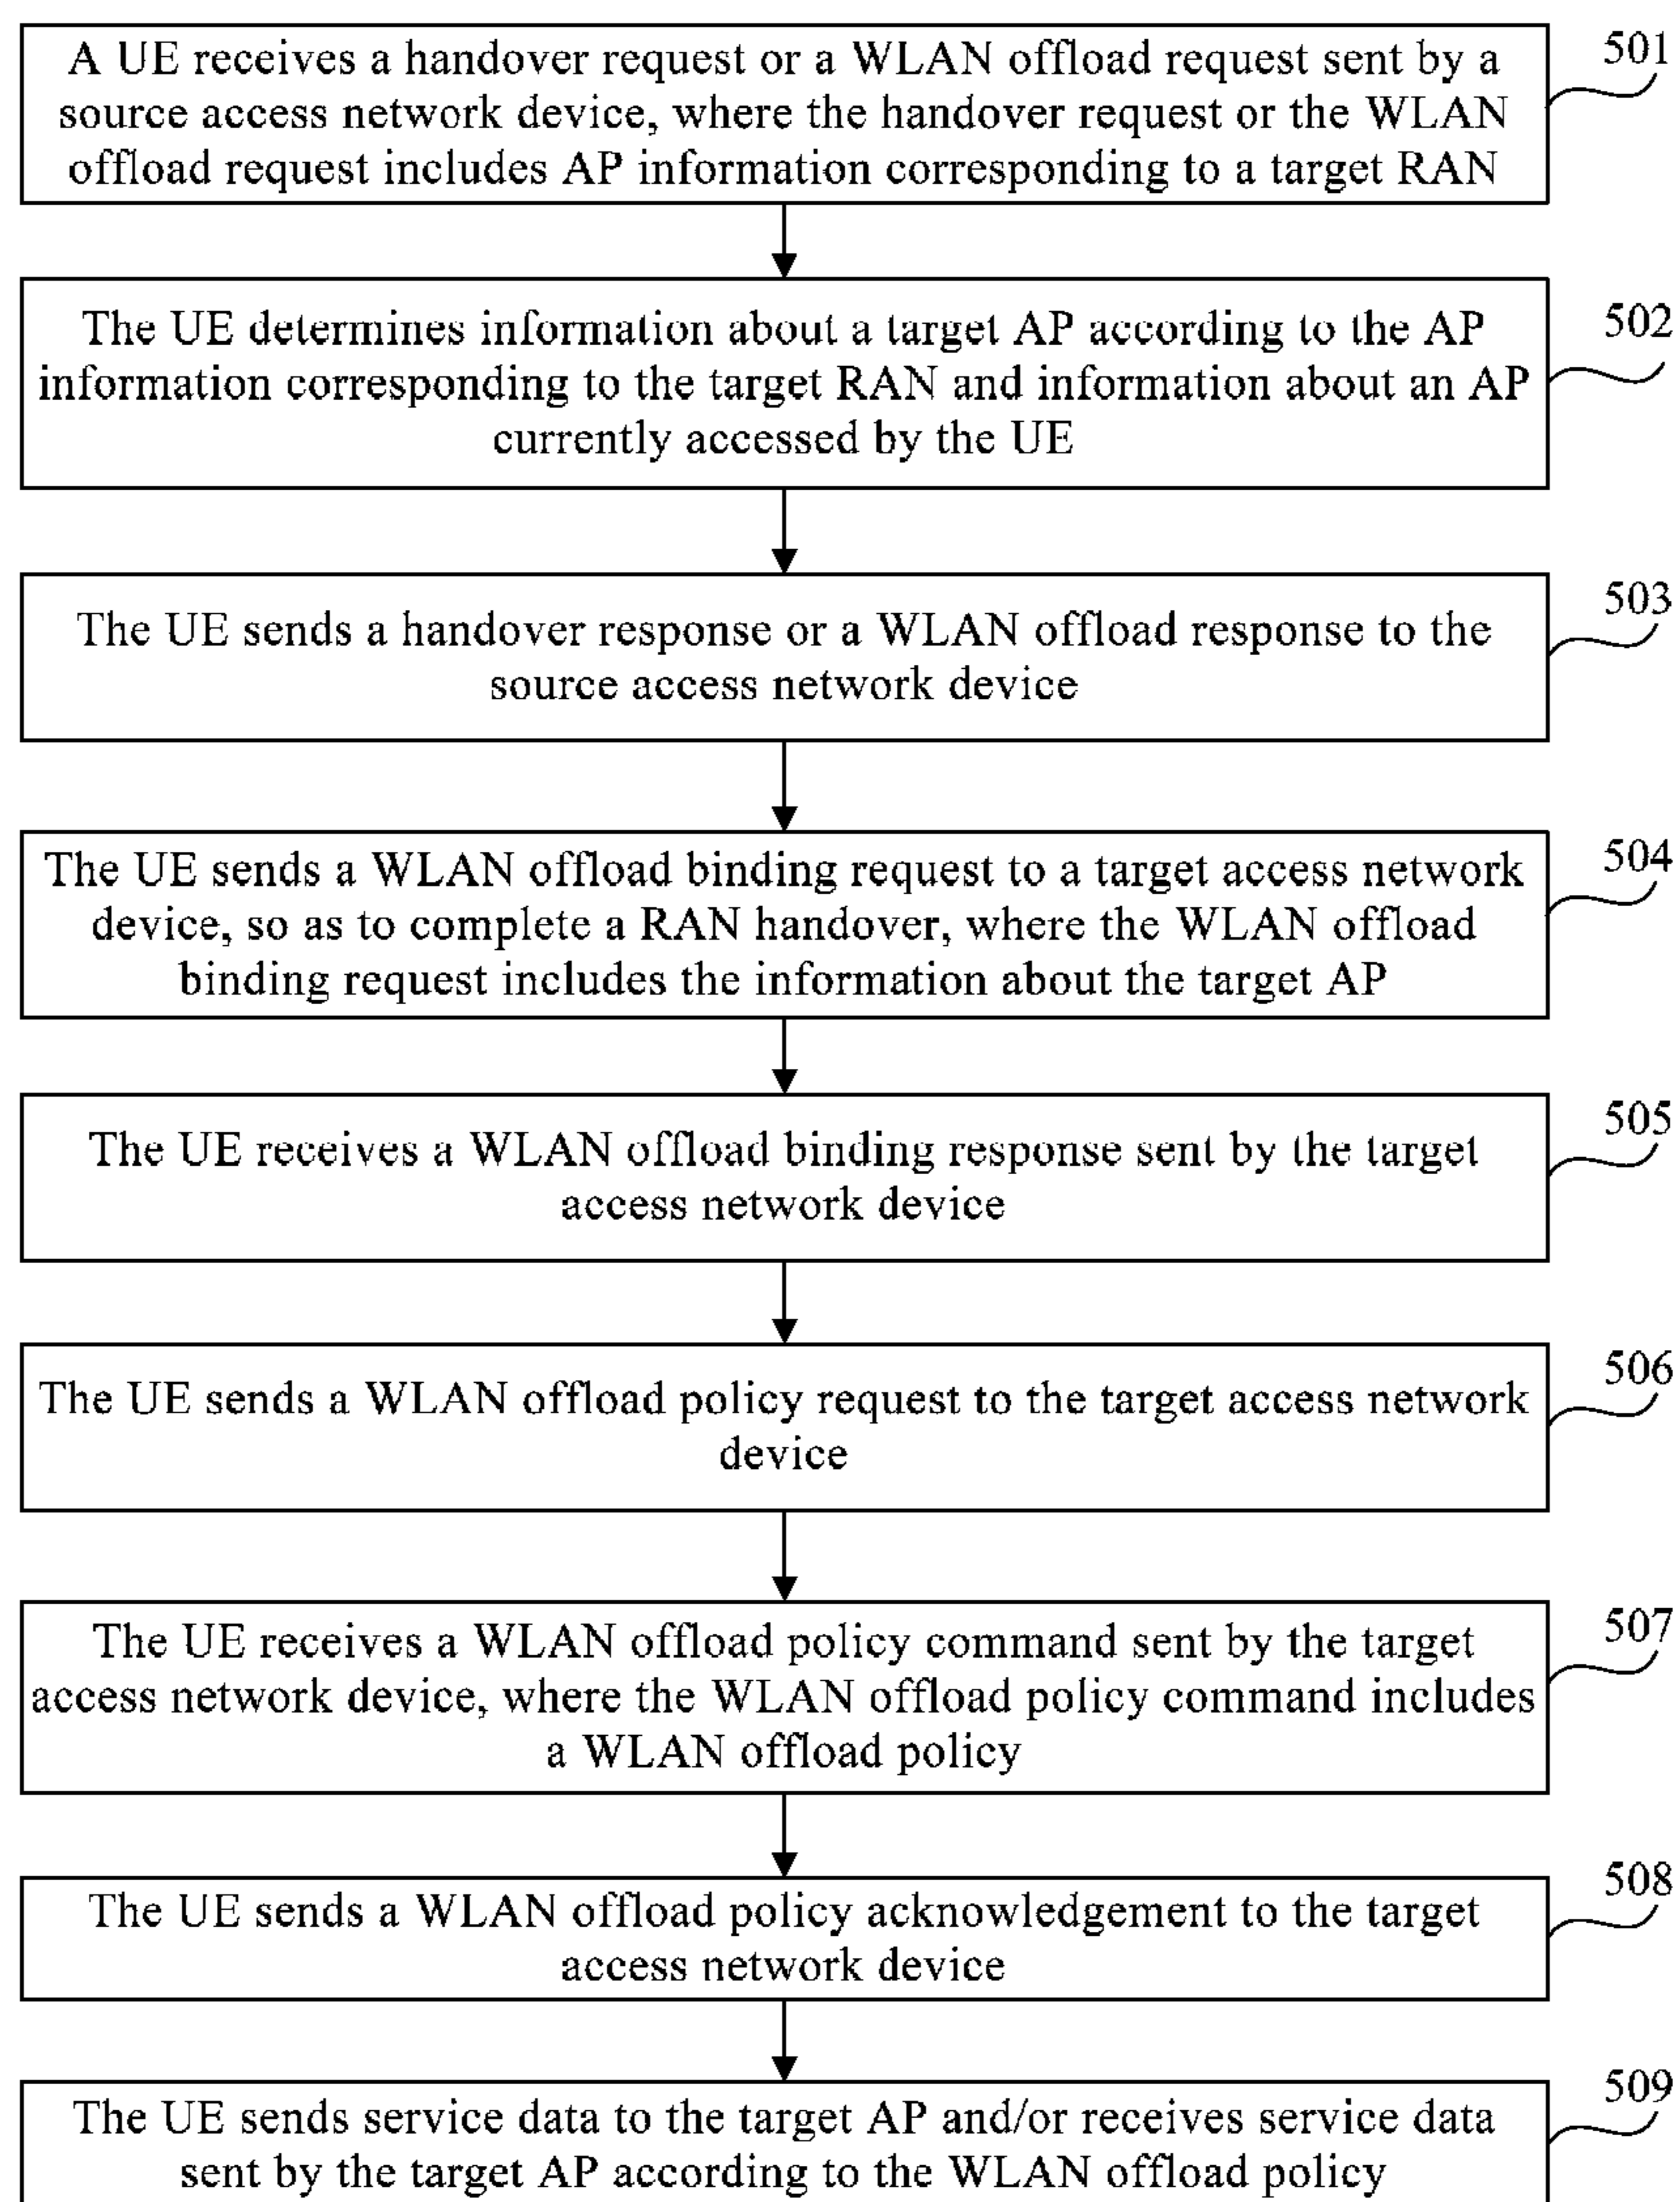 A UE receives a handover request or a WLAN offload request sent by a
source access network device, where the handover request or the WLAN
offload request includes AP information corresponding to a target RAN
501
The UE determines information about a target AP according to the AP
information corresponding to the target RAN and information about an AP
currently accessed by the UE
502
The UE sends a handover response or a WLAN offload response to the
source access network device
503
The UE sends a WLAN offload binding request to a target access network
device, so as to complete a RAN handover, where the WLAN offload
binding request includes the information about the target AP
504
The UE receives a WLAN offload binding response sent by the target
access network device
505
The UE sends a WLAN offload policy request to the target access network
device
506
The UE receives a WLAN offload policy command sent by the target
access network device, where the WLAN offload policy command includes
a WLAN offload policy
507
The UE sends a WLAN offload policy acknowledgement to the target
access network device
508
The UE sends service data to the target AP and/or receives service data
sent by the target AP according to the WLAN offload policy
509